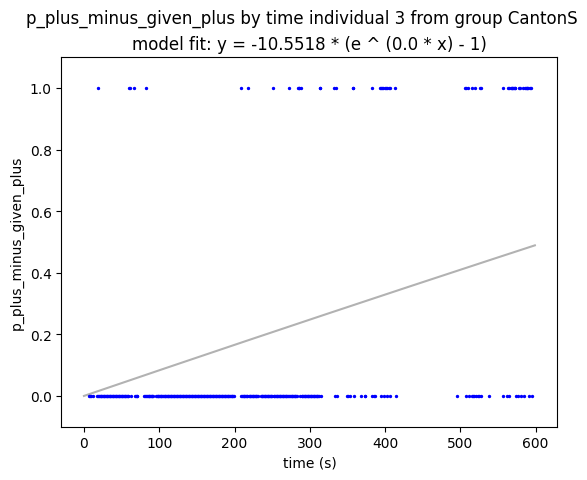 p_plus_minus_given_plus by time individual 3 from group CantonS
model fit: y = -10.5518 * (e ^ (0.0 * x) - 1)
1.0
0.8
0.6
0.4
0.2
0.0
p_plus_minus_given_plus
0 100 200 300 400 500 600
time (s)